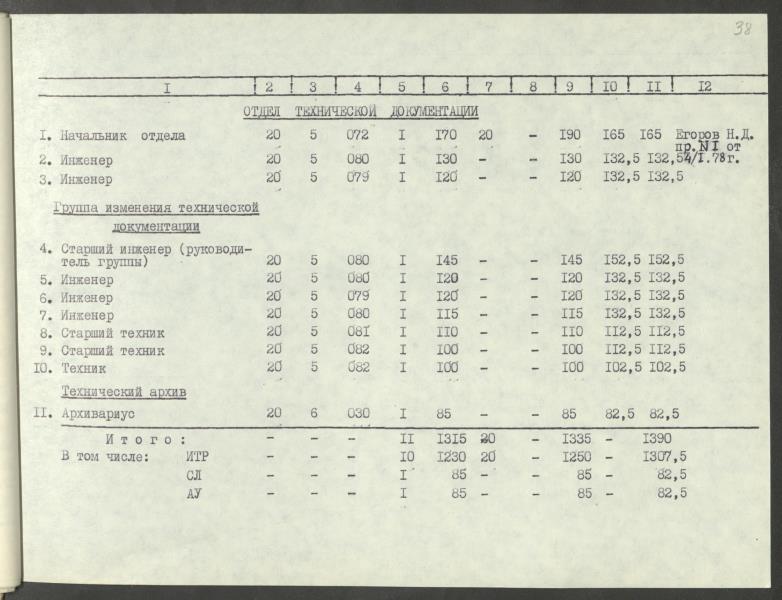 38
I ! 2 ! 3 ! 4 ! 5 ! 6 ! 7 ! 8 ! 9 ! I0 ! II ! I2
ОТДЕЛ ТЕХНИЧЕСКОЙ ДОКУМЕНТАЦИИ
I. Начальник отдела 20 5 072 I I70 20 - I90 I65 I65 Егоров Н.Д.
пр.NI от
2. Инженер 20 5 080 I I30 - - I30 I32,5 I32,5 4/I.78г.
3. Инженер 20 5 079 I I20 - - I20 I32,5 I32,5
Группа изменения технической
документации
4. Старший инженер (руководи-
тель группы) 20 5 080 I I45 - - I45 I52,5 I52,5
5. Инженер 20 5 080 I I20 - - I20 I32,5 I32,5
6. Инженер 20 5 079 I I20 - - I20 I32,5 I32,5
7. Инженер 20 5 080 I II5 - - II5 I32,5 I32,5
8. Старший техник 20 5 081 I II0 - - II0 II2,5 II2,5
9. Старший техник 20 5 082 I I00 - - I00 II2,5 II2,5
I0. Техник 20 5 082 I I00 - - I00 I02,5 I02,5
Технический архив
II. Архивариус 20 6 030 I 85 - - 85 82,5 82,5
Итого: - - - II I3I5 20 - I335 - I390
В том числе: ИТР - - - I0 I230 20 - I250 - I307,5
СЛ - - - I 85 - - 85 - 82,5
АУ - - - I 85 - - 85 - 82,5